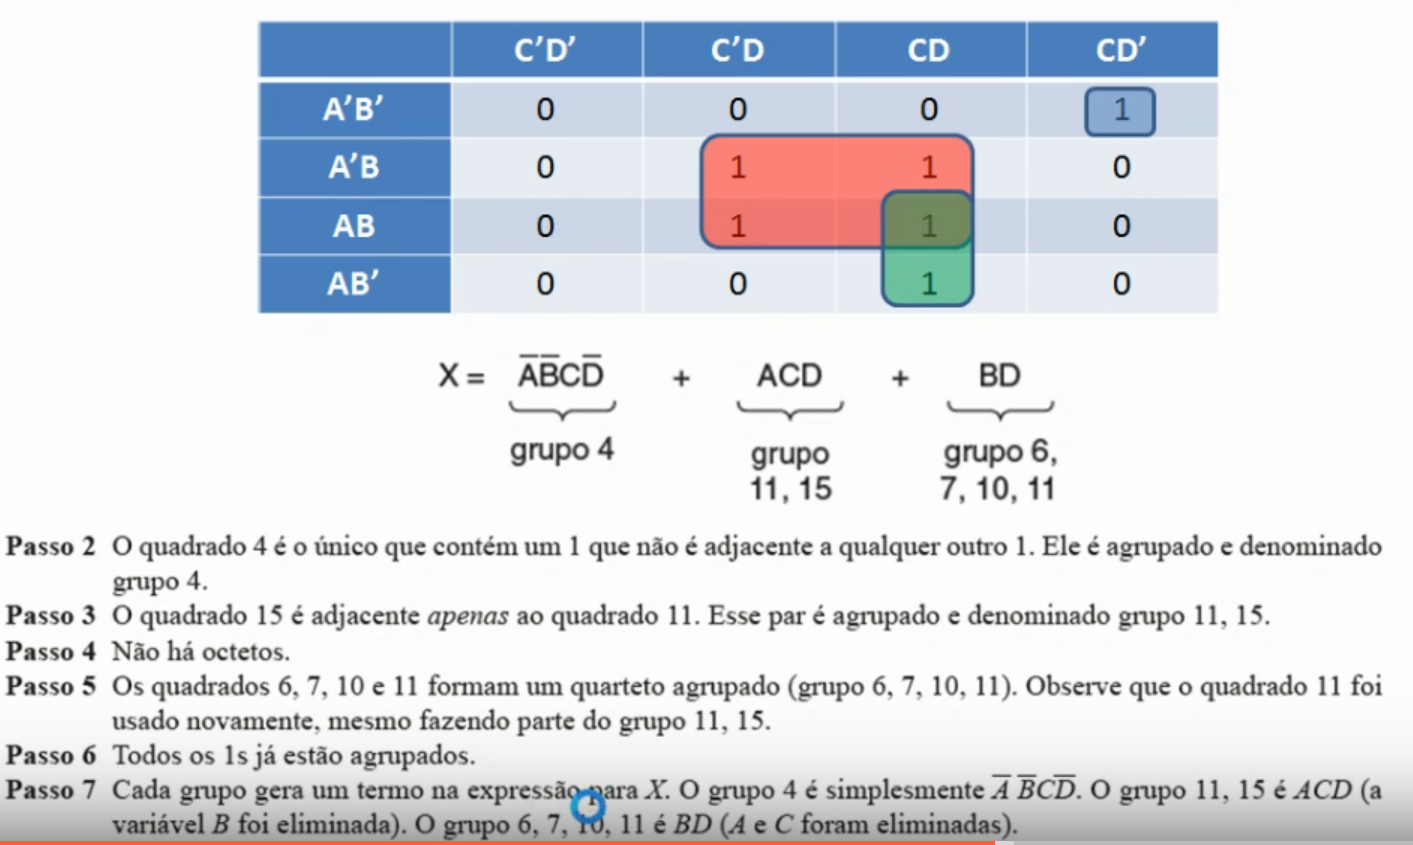 C′D′ C′D CD CD′
A′B′ 0 0 0 1
A′B 0 1 1 0
AB 0 1 1 0
AB′ 0 0 1 0
X = A̅B̅CD̅ + ACD + BD
grupo 4 grupo 11, 15 grupo 6, 7, 10, 11
Passo 2 O quadrado 4 é o único que contém um 1 que não é adjacente a qualquer outro 1. Ele é agrupado e denominado
grupo 4.
Passo 3 O quadrado 15 é adjacente apenas ao quadrado 11. Esse par é agrupado e denominado grupo 11, 15.
Passo 4 Não há octetos.
Passo 5 Os quadrados 6, 7, 10 e 11 formam um quarteto agrupado (grupo 6, 7, 10, 11). Observe que o quadrado 11 foi
usado novamente, mesmo fazendo parte do grupo 11, 15.
Passo 6 Todos os 1s já estão agrupados.
Passo 7 Cada grupo gera um termo na expressão para X. O grupo 4 é simplesmente A̅ B̅CD̅. O grupo 11, 15 é ACD (a
variável B foi eliminada). O grupo 6, 7, 10, 11 é BD (A e C foram eliminadas).